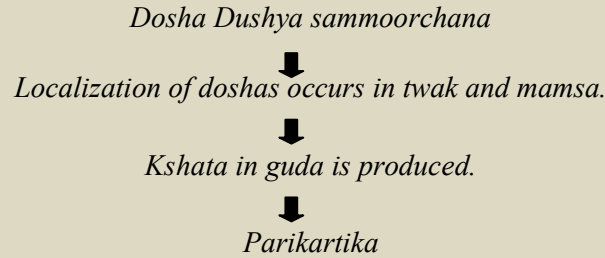 Dosha Dushya sammoorchana
Localization of doshas occurs in twak and mamsa.
Kshata in guda is produced.
Parikartika